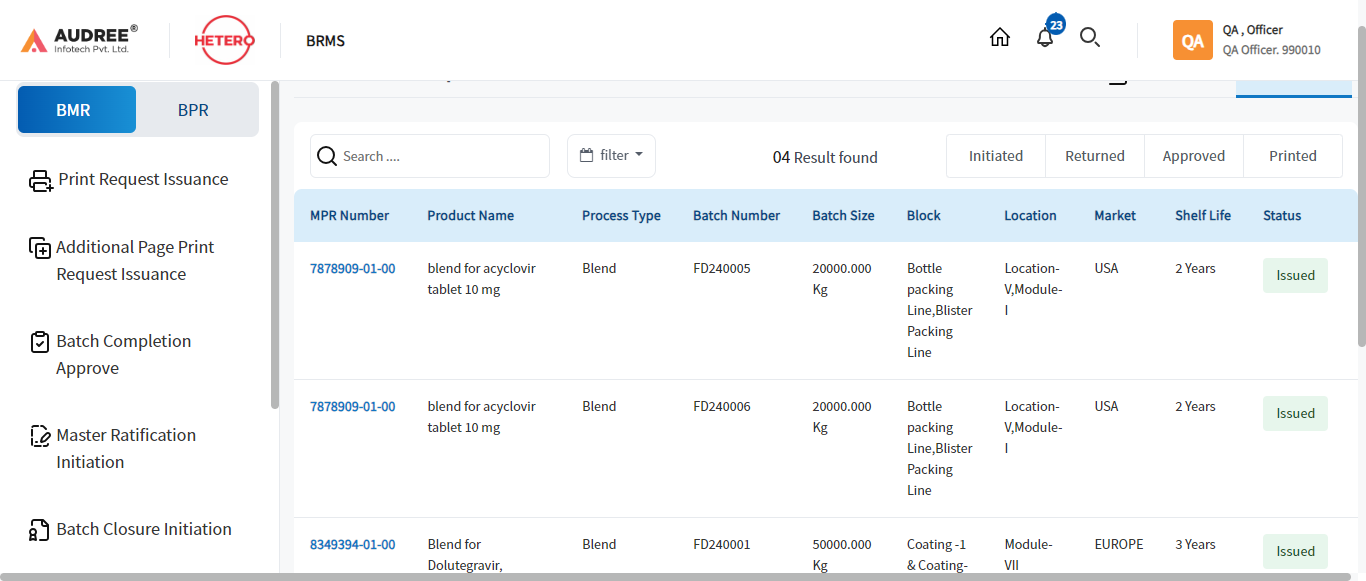 AUDREE®
Infotech Pvt. Ltd.
HETERO
BRMS
23
QA
QA , Officer
QA Officer. 990010
BMR
BPR
Print Request Issuance
Additional Page Print
Request Issuance
Batch Completion
Approve
Master Ratification
Initiation
Batch Closure Initiation
Search ....
filter
04 Result found
Initiated
Returned
Approved
Printed
MPR Number Product Name Process Type Batch Number Batch Size Block Location Market Shelf Life Status
7878909-01-00 blend for acyclovir Blend FD240005 20000.000 Bottle Location- USA 2 Years Issued
tablet 10 mg Kg packing V,Module-
Line,Blister I
Packing
Line
7878909-01-00 blend for acyclovir Blend FD240006 20000.000 Bottle Location- USA 2 Years Issued
tablet 10 mg Kg packing V,Module-
Line,Blister I
Packing
Line
8349394-01-00 Blend for Blend FD240001 50000.000 Coating -1 Module- EUROPE 3 Years Issued
Dolutegravir, Kg & Coating- VII